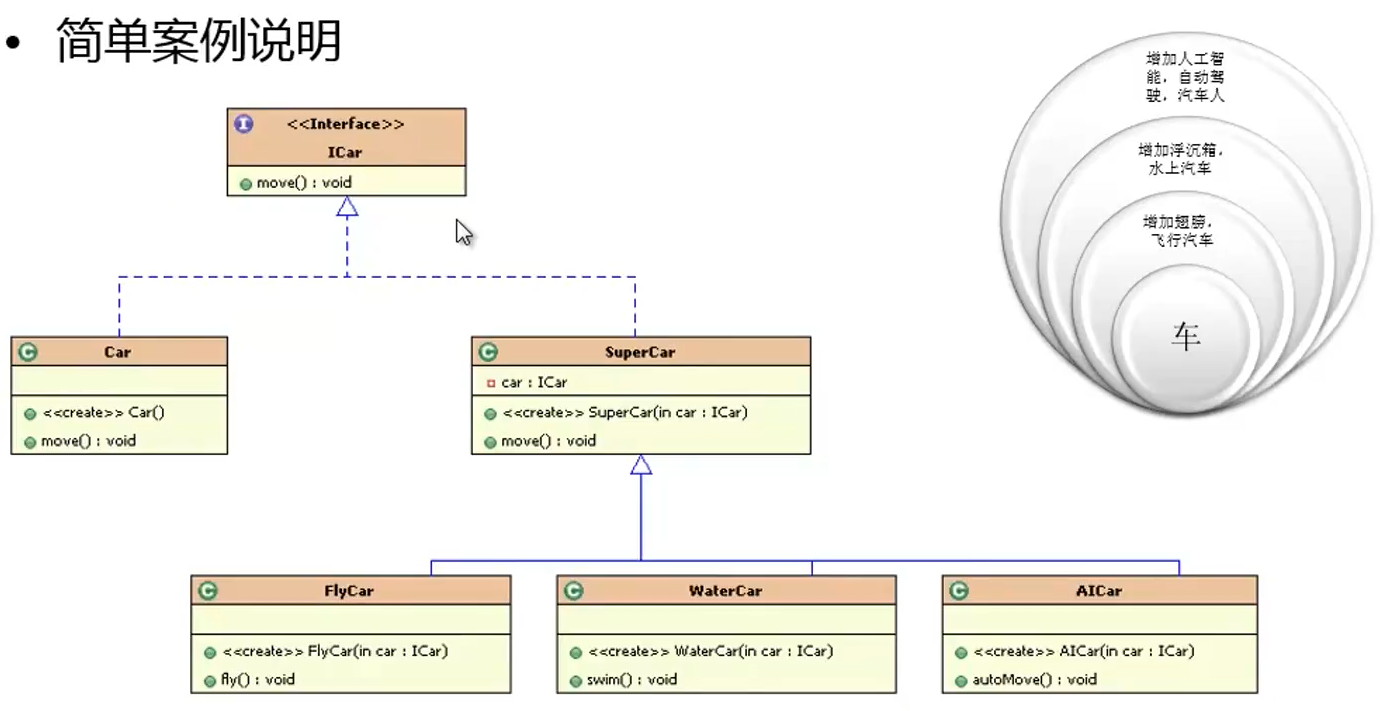 • 简单案例说明
增加人工智
能，自动驾
驶，汽车人
增加浮沉箱，
水上汽车
增加翅膀，
飞行汽车
车
I <<Interface>>
ICar
move() : void
C Car
<<create>> Car()
move() : void
C SuperCar
car : ICar
<<create>> SuperCar(in car : ICar)
move() : void
C FlyCar
<<create>> FlyCar(in car : ICar)
fly() : void
C WaterCar
<<create>> WaterCar(in car : ICar)
swim() : void
C AICar
<<create>> AICar(in car : ICar)
autoMove() : void